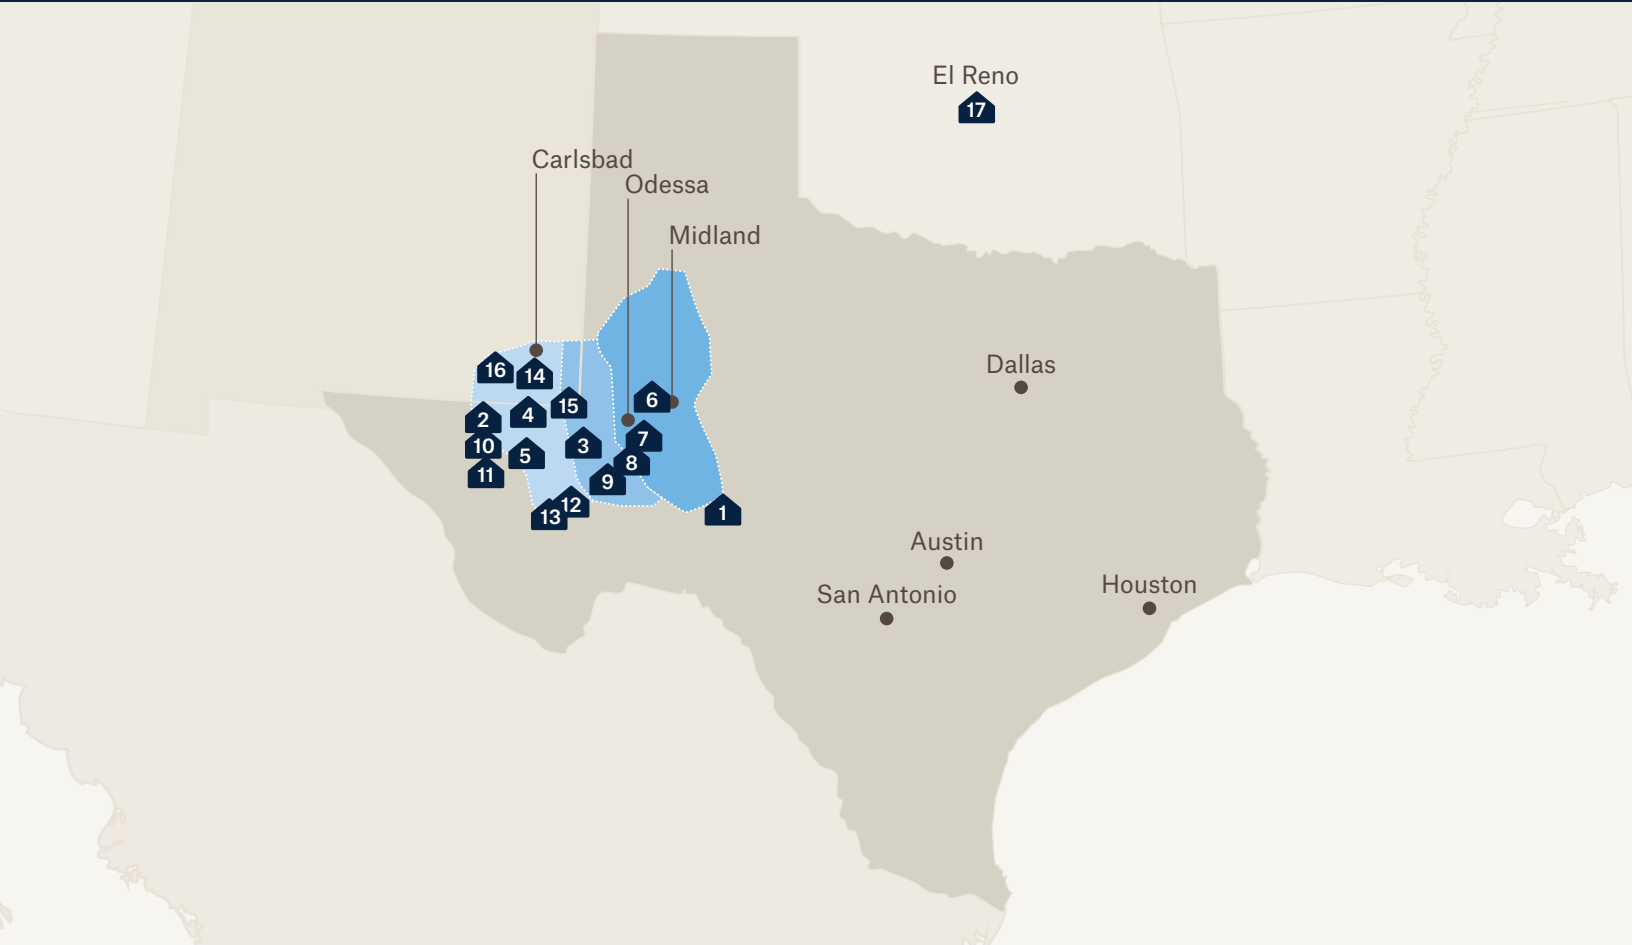 El Reno
17
Carlsbad
Odessa
Midland
Dallas
16
14
6
15
4
2
7
3
10
5
8
11
9
12
13
1
Austin
Houston
San Antonio